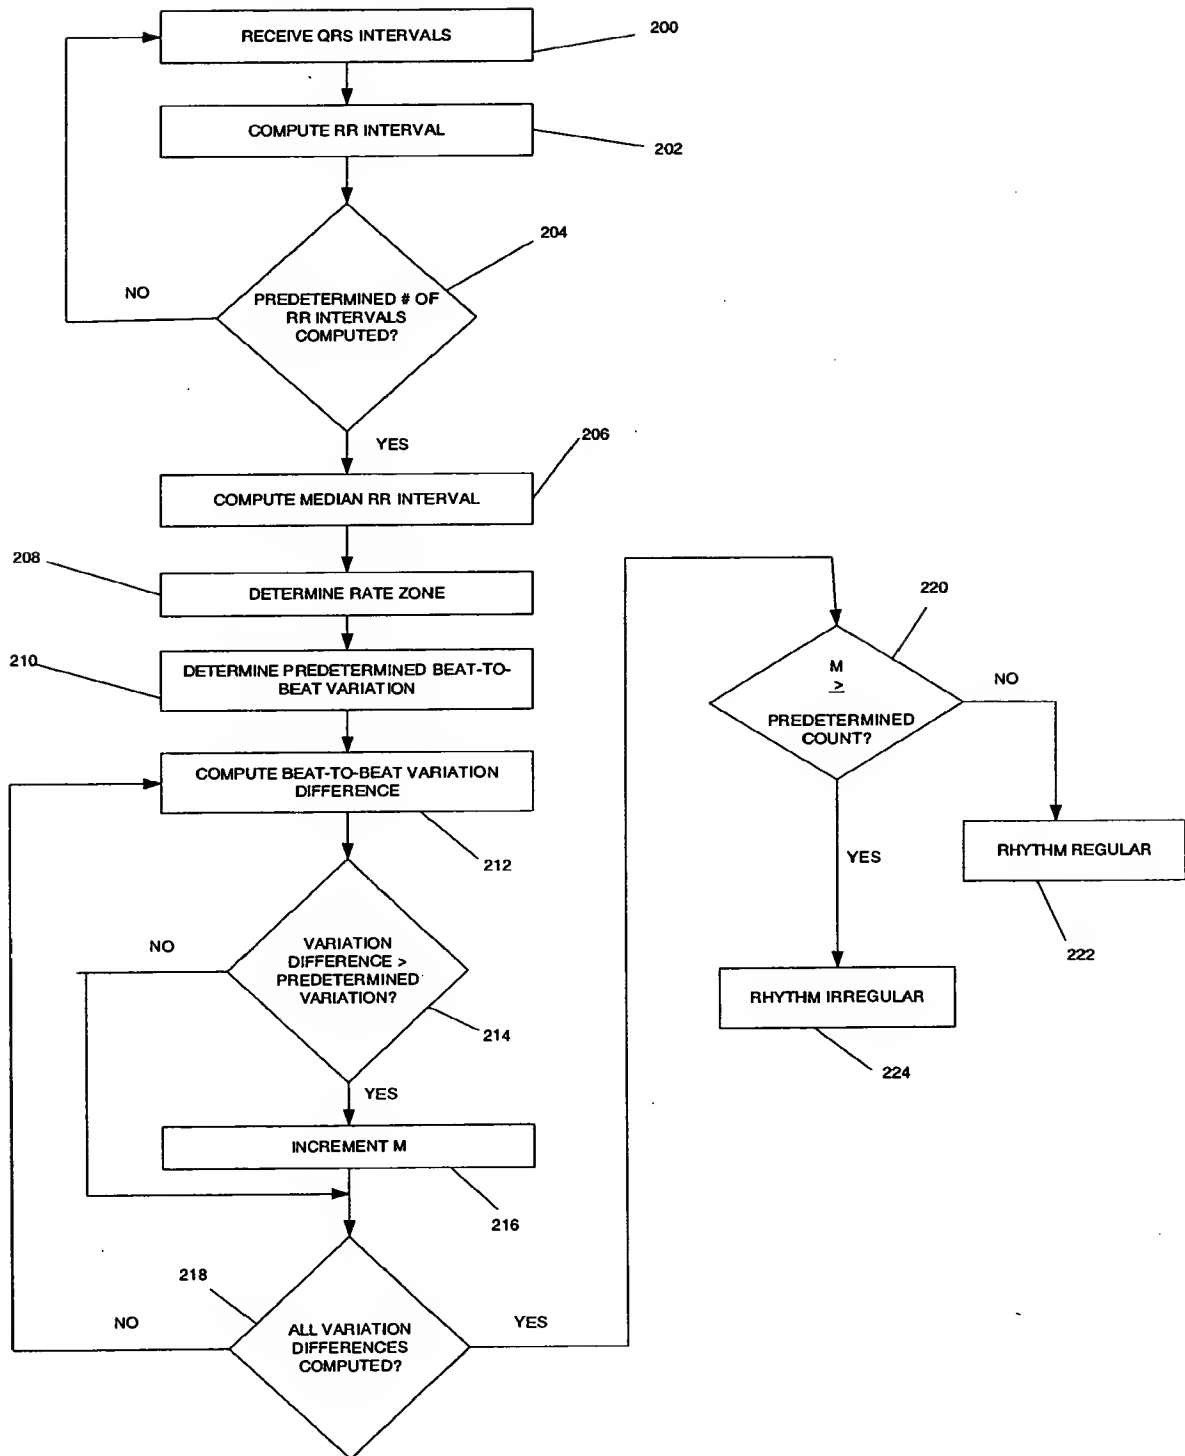 RECEIVE QRS INTERVALS
200
COMPUTE RR INTERVAL
202
204
PREDETERMINED # OF
RR INTERVALS
COMPUTED?
NO
YES
206
COMPUTE MEDIAN RR INTERVAL
208
DETERMINE RATE ZONE
210
DETERMINE PREDETERMINED BEAT-TO-
BEAT VARIATION
COMPUTE BEAT-TO-BEAT VARIATION
DIFFERENCE
212
NO
VARIATION
DIFFERENCE >
PREDETERMINED
VARIATION?
214
YES
INCREMENT M
216
218
NO
ALL VARIATION
DIFFERENCES
COMPUTED?
YES
220
M
≥
PREDETERMINED
COUNT?
NO
YES
RHYTHM REGULAR
222
RHYTHM IRREGULAR
224